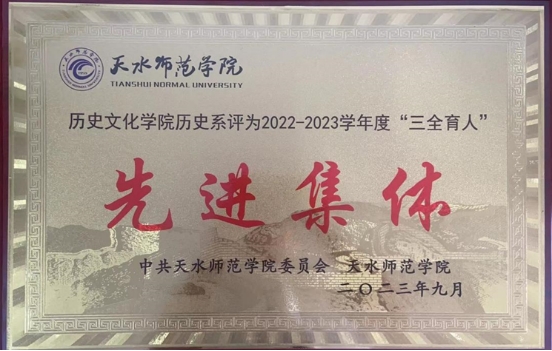 天水师范学院
TIANSHUI NORMAL UNIVERSITY
历史文化学院历史系评为2022-2023学年度“三全育人”
先进集体
中共天水师范学院委员会 天水师范学院
二〇二三年九月